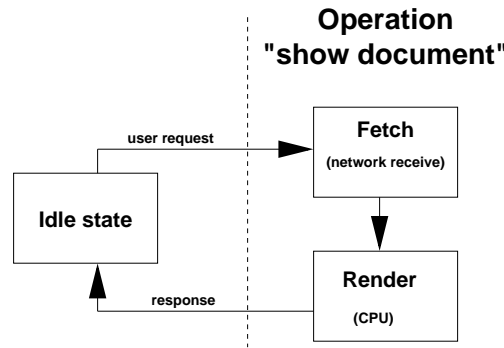 Operation
"show document"
user request
Fetch
(network receive)
Idle state
Render
(CPU)
response